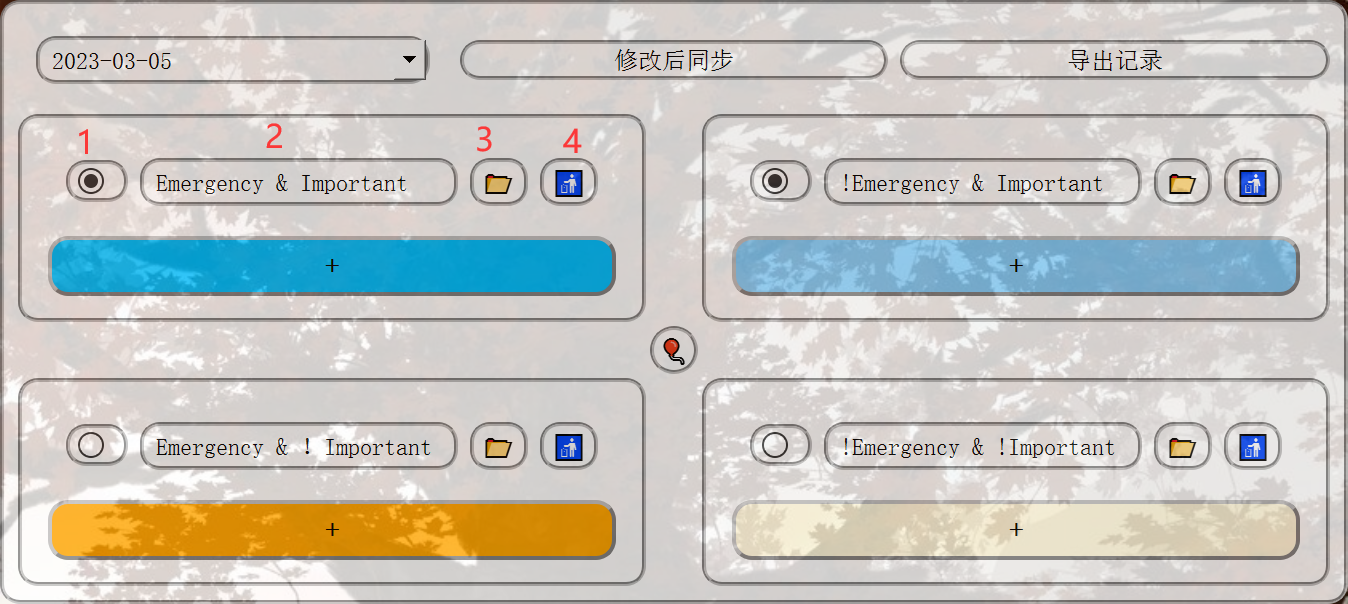 2023-03-05
修改后同步
导出记录
1 2 3 4
Emergency & Important
!Emergency & Important
+
+
Emergency & ! Important
!Emergency & !Important
+
+